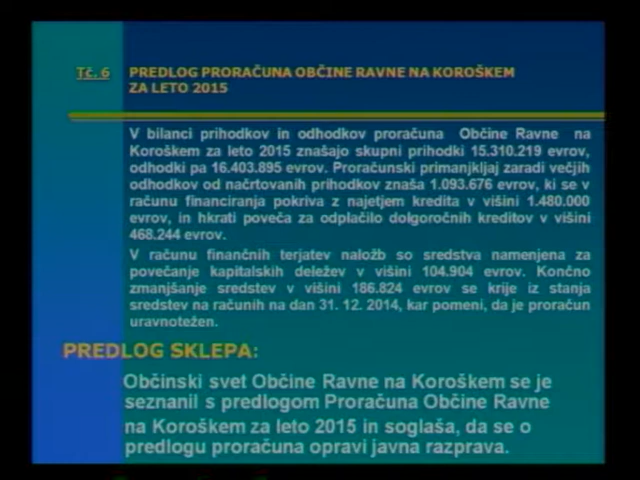 Tč. 6 PREDLOG PRORAČUNA OBČINE RAVNE NA KOROŠKEM
ZA LETO 2015
V bilanci prihodkov in odhodkov proračuna Občine Ravne na
Koroškem za leto 2015 znašajo skupni prihodki 15.310.219 evrov,
odhodki pa 16.403.895 evrov. Proračunski primanjkljaj zaradi večjih
odhodkov od načrtovanih prihodkov znaša 1.093.676 evrov, ki se v
računu financiranja pokriva z najetjem kredita v višini 1.480.000
evrov, in hkrati poveča za odplačilo dolgoročnih kreditov v višini
468.244 evrov.
V računu finančnih terjatev naložb so sredstva namenjena za
povečanje kapitalskih deležev v višini 104.904 evrov. Končno
zmanjšanje sredstev v višini 186.824 evrov se krije iz stanja
sredstev na računih na dan 31. 12. 2014, kar pomeni, da je proračun
uravnotežen.
PREDLOG SKLEPA:
Občinski svet Občine Ravne na Koroškem se je
seznanil s predlogom Proračuna Občine Ravne
na Koroškem za leto 2015 in soglaša, da se o
predlogu proračuna opravi javna razprava.